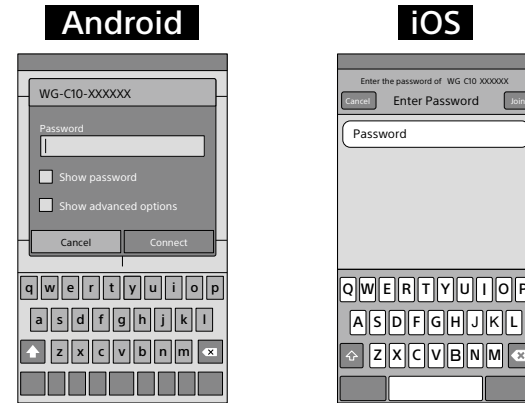 Android
WG-C10-XXXXXX
Password
Show password
Show advanced options
Cancel Connect
q w e r t y u i o p
a s d f g h j k l
z x c v b n m
iOS
Enter the password of WG C10 XXXXXX
Cancel Enter Password Join
Password
Q W E R T Y U I O P
A S D F G H J K L
Z X C V B N M